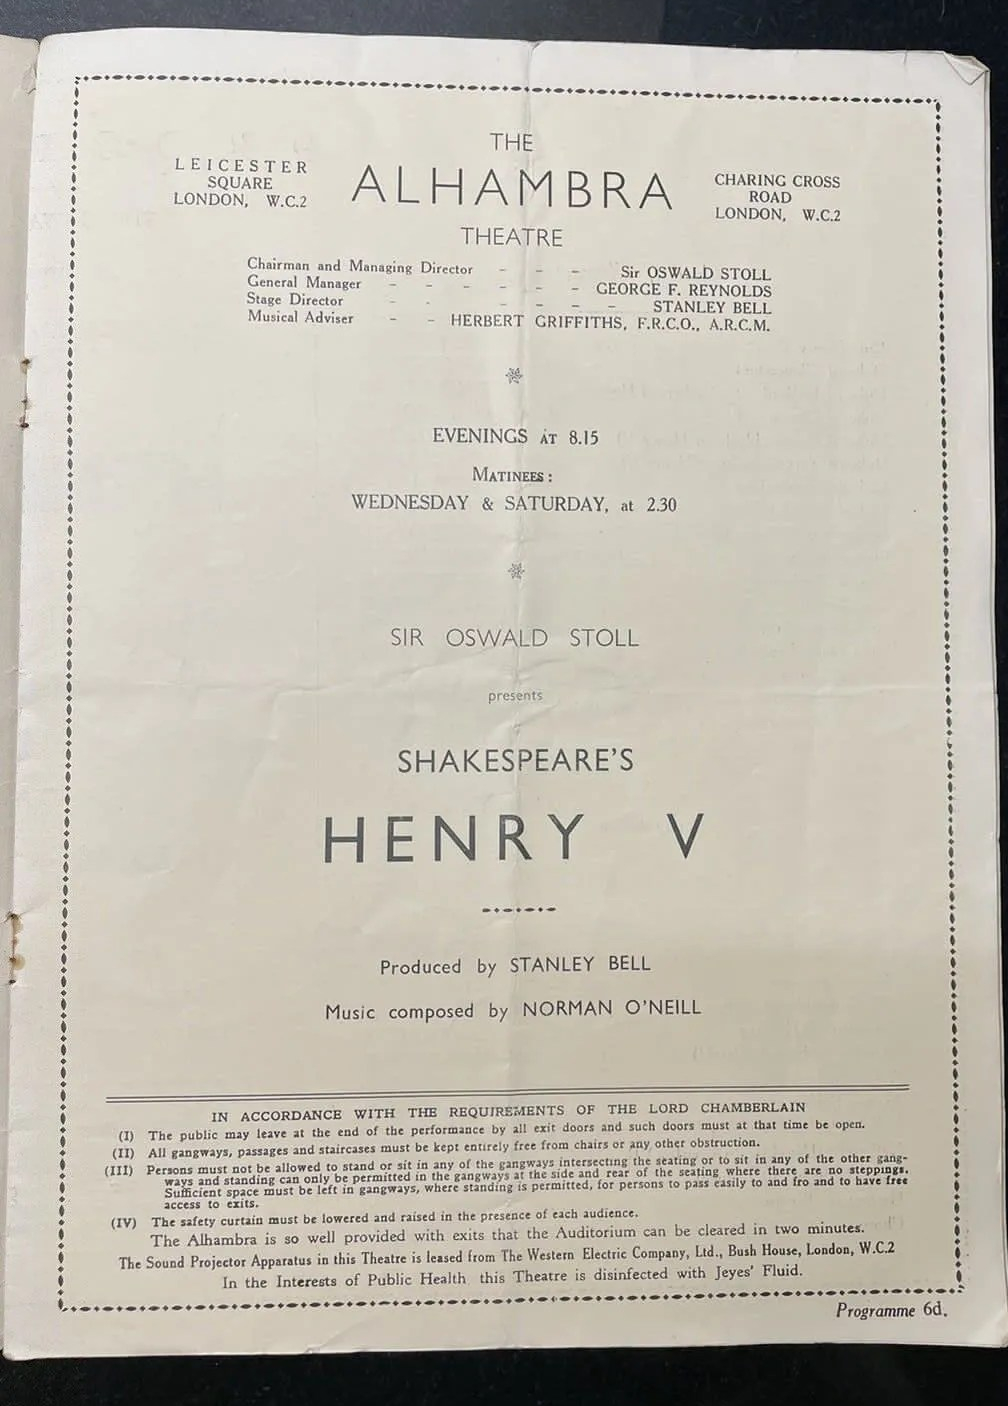 THE
LEICESTER
SQUARE
LONDON, W.C.2
ALHAMBRA
CHARING CROSS
ROAD
LONDON, W.C.2
THEATRE
Chairman and Managing Director - - - Sir OSWALD STOLL
General Manager - - - - - - GEORGE F. REYNOLDS
Stage Director - - - - - - STANLEY BELL
Musical Adviser - - HERBERT GRIFFITHS, F.R.C.O., A.R.C.M.
EVENINGS AT 8.15
MATINEES:
WEDNESDAY & SATURDAY, at 2.30
SIR OSWALD STOLL
presents
SHAKESPEARE'S
HENRY V
Produced by STANLEY BELL
Music composed by NORMAN O'NEILL
IN ACCORDANCE WITH THE REQUIREMENTS OF THE LORD CHAMBERLAIN
(I) The public may leave at the end of the performance by all exit doors and such doors must at that time be open.
(II) All gangways, passages and staircases must be kept entirely free from chairs or any other obstruction.
(III) Persons must not be allowed to stand or sit in any of the gangways intersecting the seating or to sit in any of the other gang-
ways and standing can only be permitted in the gangways at the side and rear of the seating where there are no steppings.
Sufficient space must be left in gangways, where standing is permitted, for persons to pass easily to and fro and to have free
access to exits.
(IV) The safety curtain must be lowered and raised in the presence of each audience.
The Alhambra is so well provided with exits that the Auditorium can be cleared in two minutes.
The Sound Projector Apparatus in this Theatre is leased from The Western Electric Company, Ltd., Bush House, London, W.C.2
In the Interests of Public Health this Theatre is disinfected with Jeyes' Fluid.
Programme 6d.